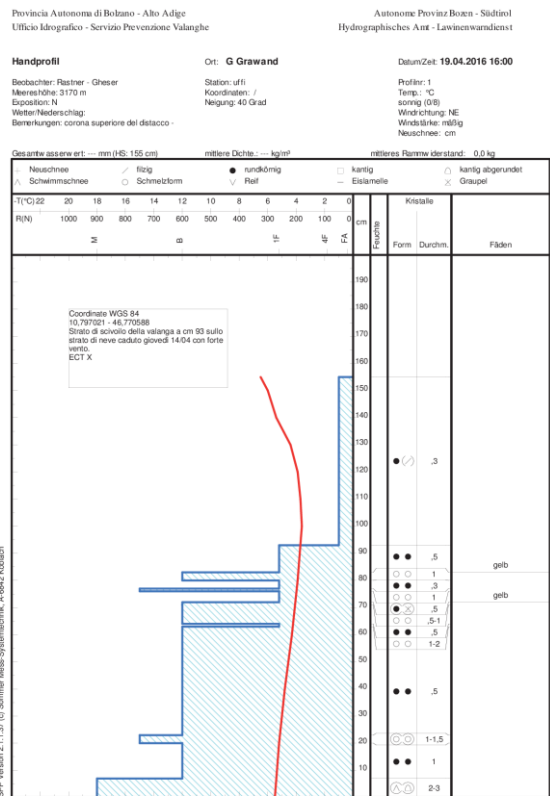 Provincia Autonoma di Bolzano - Alto Adige
Autonome Provinz Bozen - Südtirol
Ufficio Idrografico - Servizio Prevenzione Valanghe
Hydrographisches Amt - Lawinenwarndienst
Handprofil
Ort: G Grawand
Datum/Zeit: 19.04.2016 16:00
Beobachter: Rastner - Gheser
Station: uffi
Profilnr: 1
Meereshöhe: 3170 m
Koordinaten: /
Temp.: °C
Exposition: N
Neigung: 40 Grad
sonnig (0/8)
Wetter/Niederschlag:
Windrichtung: NE
Bemerkungen: corona superiore del distacco -
Windstärke: mäßig
Neuschnee: cm
Gesamtwasserwert: --- mm (HS: 155 cm)
mittlere Dichte.: --- kg/m³
mittleres Rammwiderstand: 0,0 kg
Neuschnee
filzig
rundkörnig
kantig
kantig abgerundet
Schwimmschnee
Schmelzform
Reif
Eislamelle
Graupel
-T(°C) 22 20 18 16 14 12 10 8 6 4 2 0
R(N) 1000 900 800 700 600 500 400 300 200 100 0
M B 1F 4F FA
cm
Feuchte
Kristalle
Form Durchm. Fäden
190
180
170
160
150
140
130
120
110
100
90
80
70
60
50
40
30
20
10
Coordinate WGS 84
10,797021 - 46,770588
Strato di scivollo della valanga a cm 93 sullo
strato di neve caduto giovedì 14/04 con forte
vento.
ECT X
,3
,5
gelb
1
,3
gelb
1
,5
,5-1
,5
1-2
,5
1-1,5
1
2-3